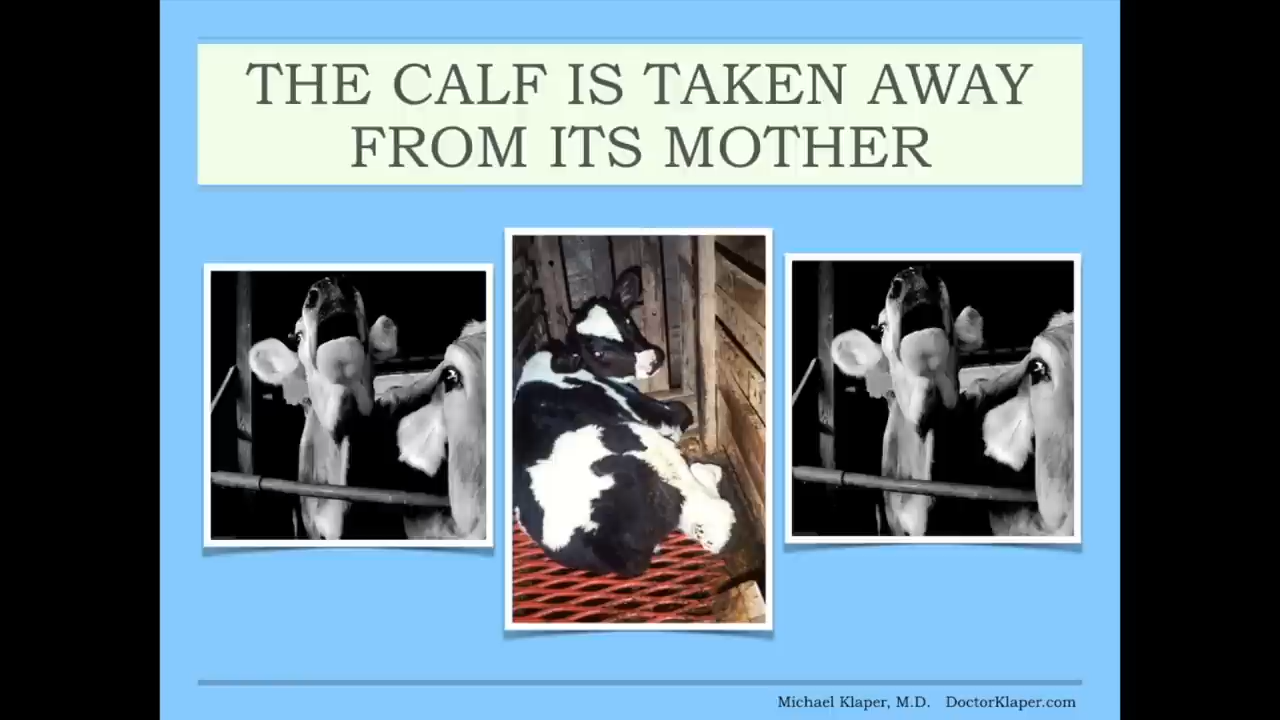 THE CALF IS TAKEN AWAY
FROM ITS MOTHER
Michael Klaper, M.D. DoctorKlaper.com